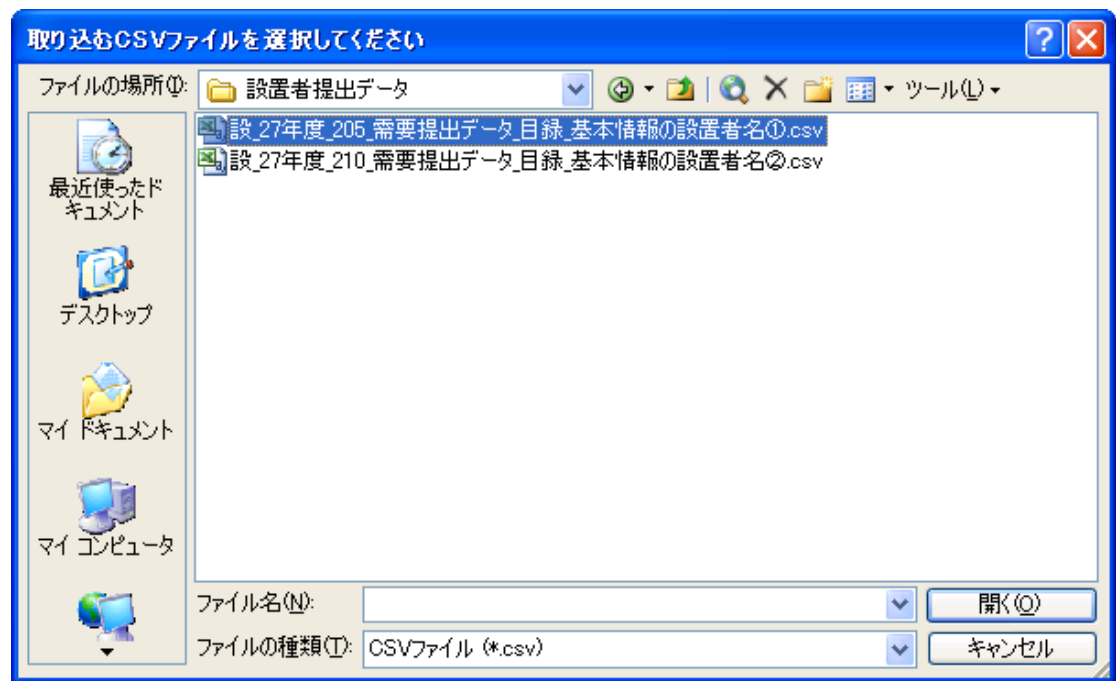 取り込むCSVファイルを選択してください
ファイルの場所(I):
設置者提出データ
ツール(L)
設_27年度_205_需要提出データ_目録_基本情報の設置者名①.csv
設_27年度_210_需要提出データ_目録_基本情報の設置者名②.csv
最近使ったド
キュメント
デスクトップ
マイ ドキュメント
マイ コンピュータ
ファイル名(N):
開く(O)
ファイルの種類(T):
CSVファイル (*.csv)
キャンセル